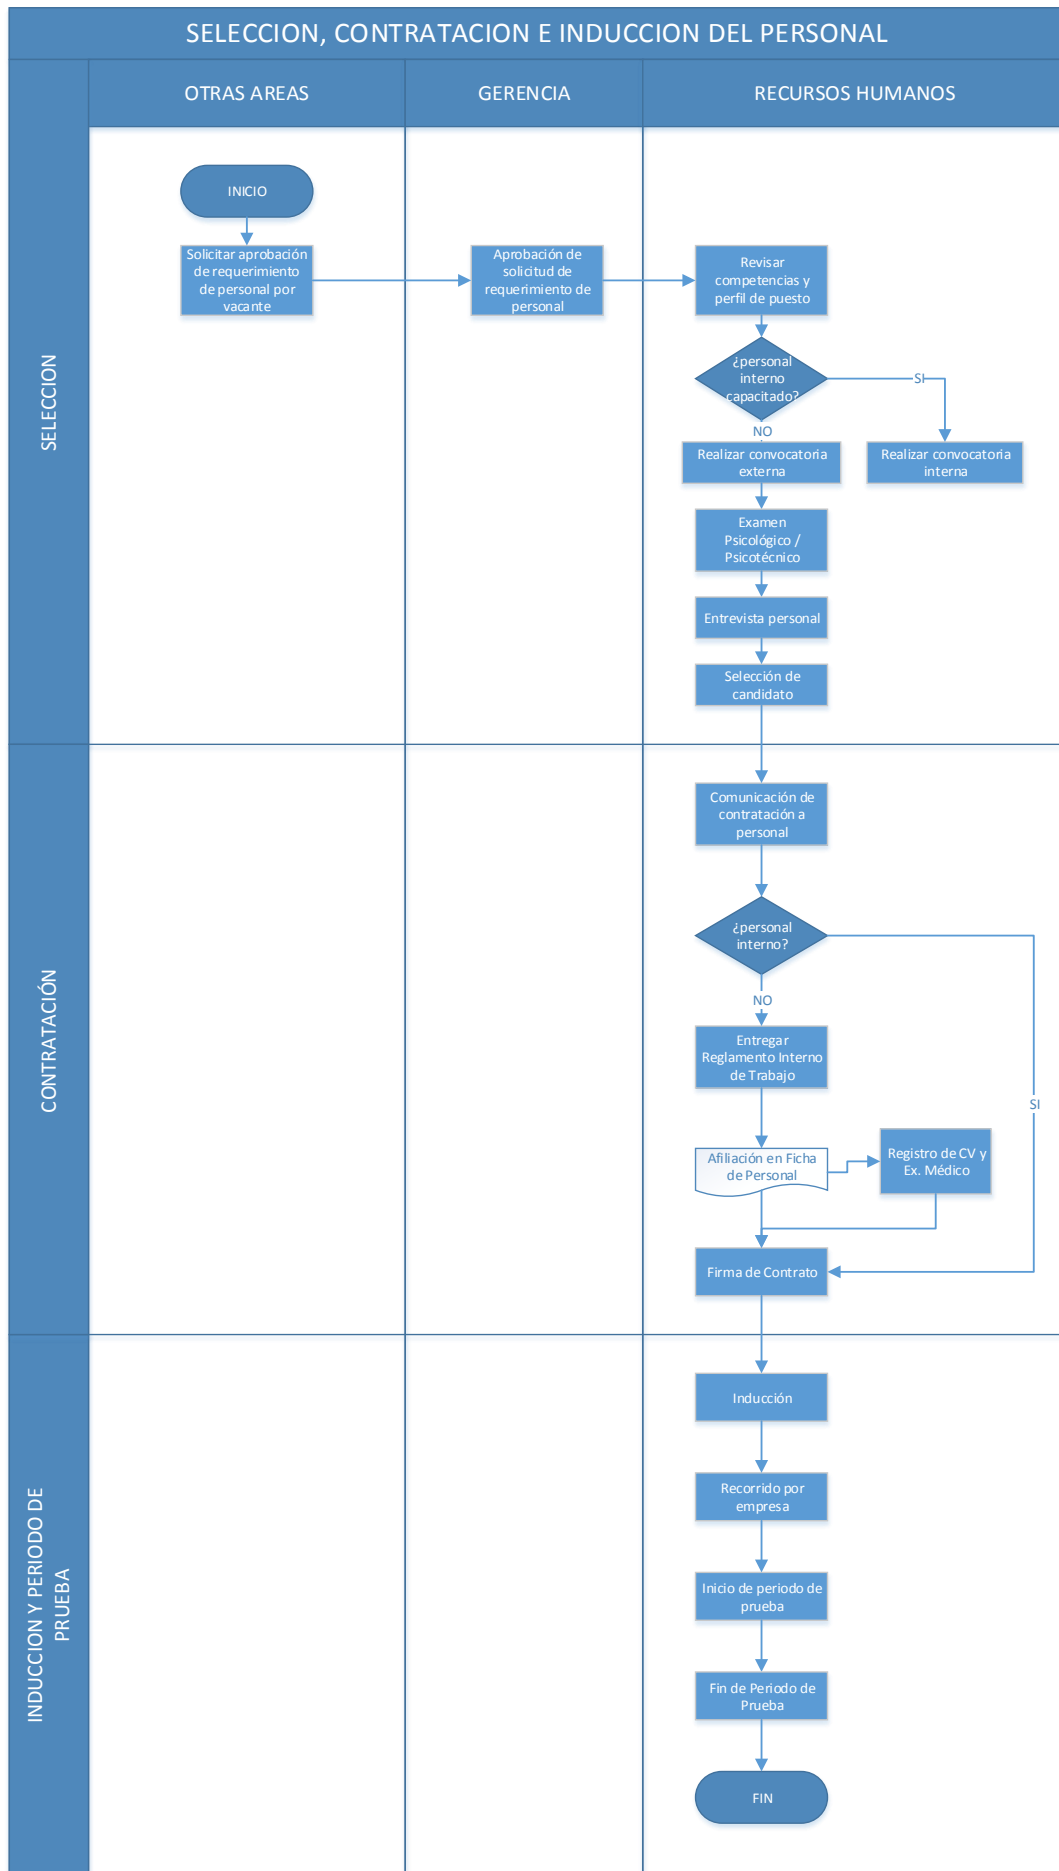 SELECCION, CONTRATACION E INDUCCION DEL PERSONAL
OTRAS AREAS
GERENCIA
RECURSOS HUMANOS
SELECCION
INICIO
Solicitar aprobación
de requerimiento
de personal por
vacante
Aprobación de
solicitud de
requerimiento de
personal
Revisar
competencias y
perfil de puesto
¿personal
interno
capacitado?
SI
NO
Realizar convocatoria
externa
Realizar convocatoria
interna
Examen
Psicológico /
Psicotécnico
Entrevista personal
Selección de
candidato
CONTRATACIÓN
Comunicación de
contratación a
personal
¿personal
interno?
NO
SI
Entregar
Reglamento Interno
de Trabajo
Afiliación en Ficha
de Personal
Registro de CV y
Ex. Médico
Firma de Contrato
INDUCCION Y PERIODO DE
PRUEBA
Inducción
Recorrido por
empresa
Inicio de periodo de
prueba
Fin de Periodo de
Prueba
FIN